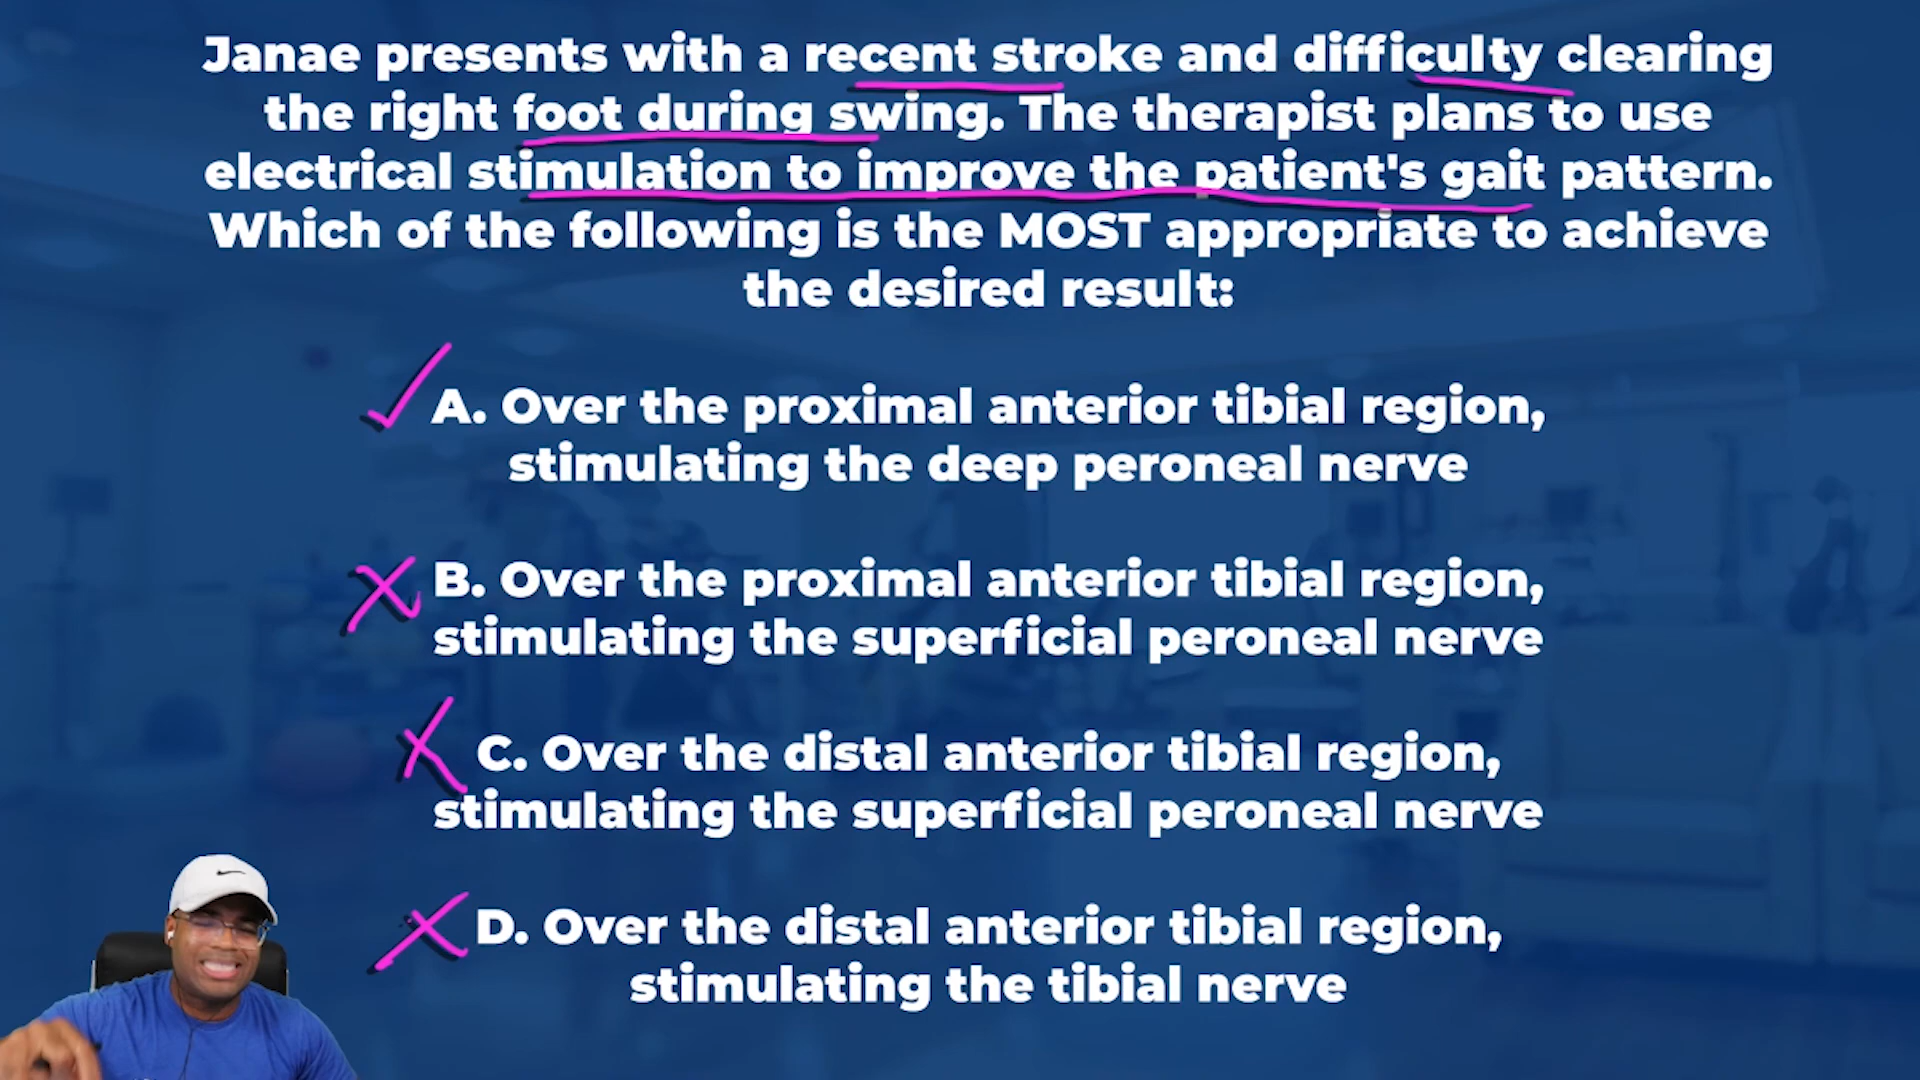 Janae presents with a recent stroke and difficulty clearing
the right foot during swing. The therapist plans to use
electrical stimulation to improve the patient's gait pattern.
Which of the following is the MOST appropriate to achieve
the desired result:
A. Over the proximal anterior tibial region,
stimulating the deep peroneal nerve
B. Over the proximal anterior tibial region,
stimulating the superficial peroneal nerve
C. Over the distal anterior tibial region,
stimulating the superficial peroneal nerve
D. Over the distal anterior tibial region,
stimulating the tibial nerve